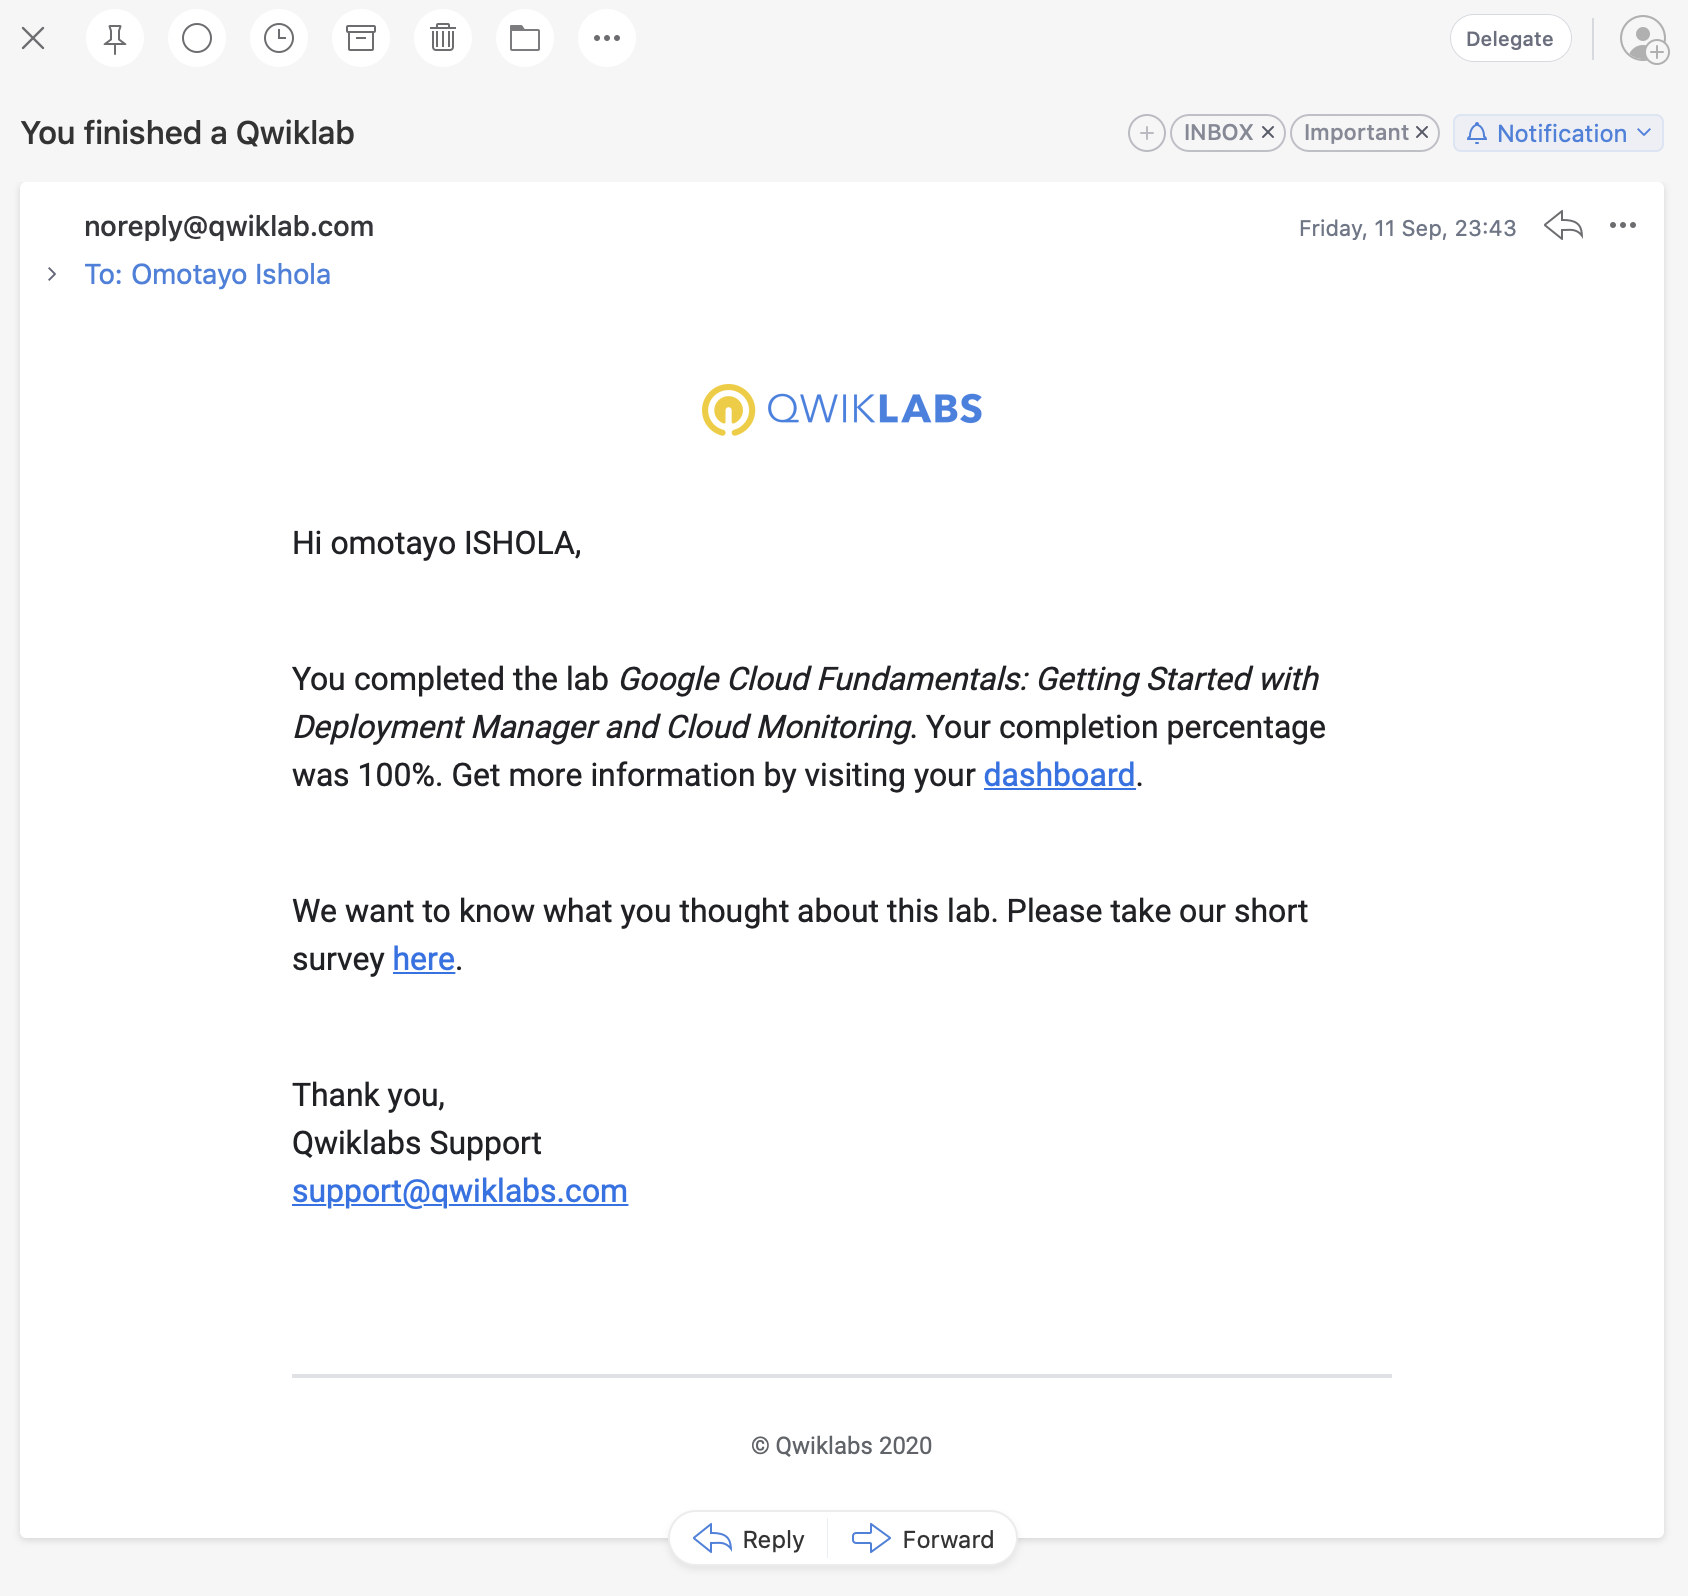 Delegate
You finished a Qwiklab
INBOX
Important
Notification
noreply@qwiklab.com
Friday, 11 Sep, 23:43
To: Omotayo Ishola
QWIKLABS
Hi omotayo ISHOLA,
You completed the lab Google Cloud Fundamentals: Getting Started with
Deployment Manager and Cloud Monitoring. Your completion percentage
was 100%. Get more information by visiting your dashboard.
We want to know what you thought about this lab. Please take our short
survey here.
Thank you,
Qwiklabs Support
support@qwiklabs.com
© Qwiklabs 2020
Reply
Forward